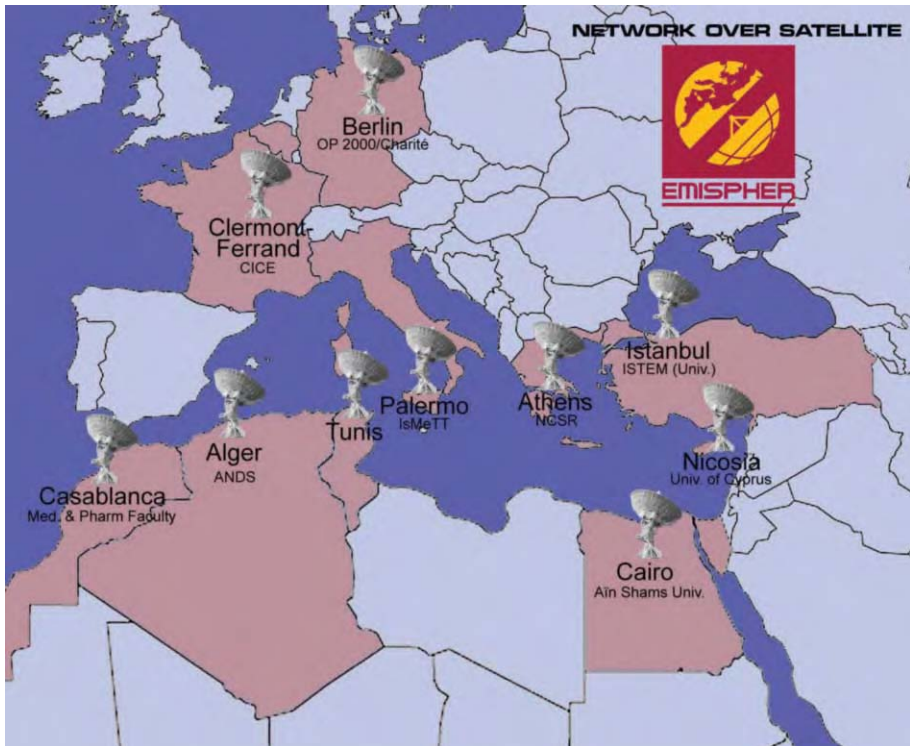 NETWORK OVER SATELLITE
EMISPHER
Berlin
OP 2000/Charité
Clermont-
Ferrand
CICE
Istanbul
ISTEM (Univ.)
Palermo
IsMeTT
Athens
NCSR
Tunis
Alger
ANDS
Nicosia
Univ. of Cyprus
Casablanca
Med. & Pharm Faculty
Cairo
Aïn Shams Univ.